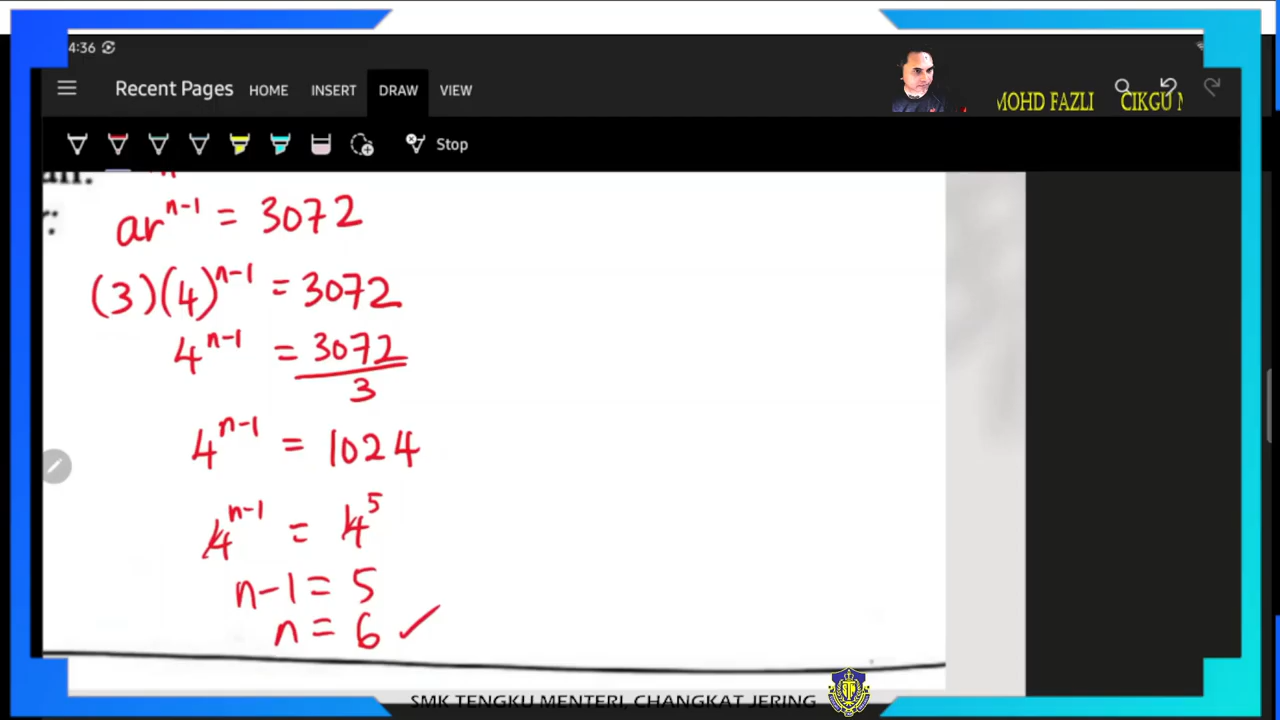 4:36
MOHD FAZLI CIKGU M
Recent Pages HOME INSERT DRAW VIEW
Stop
ar^{n-1} = 3072
(3)(4)^{n-1} = 3072
4^{n-1} = 3072/3
4^{n-1} = 1024
4^{n-1} = 4^5
n-1 = 5
n = 6 ✓
SMK TENGKU MENTERI, CHANGKAT JERING